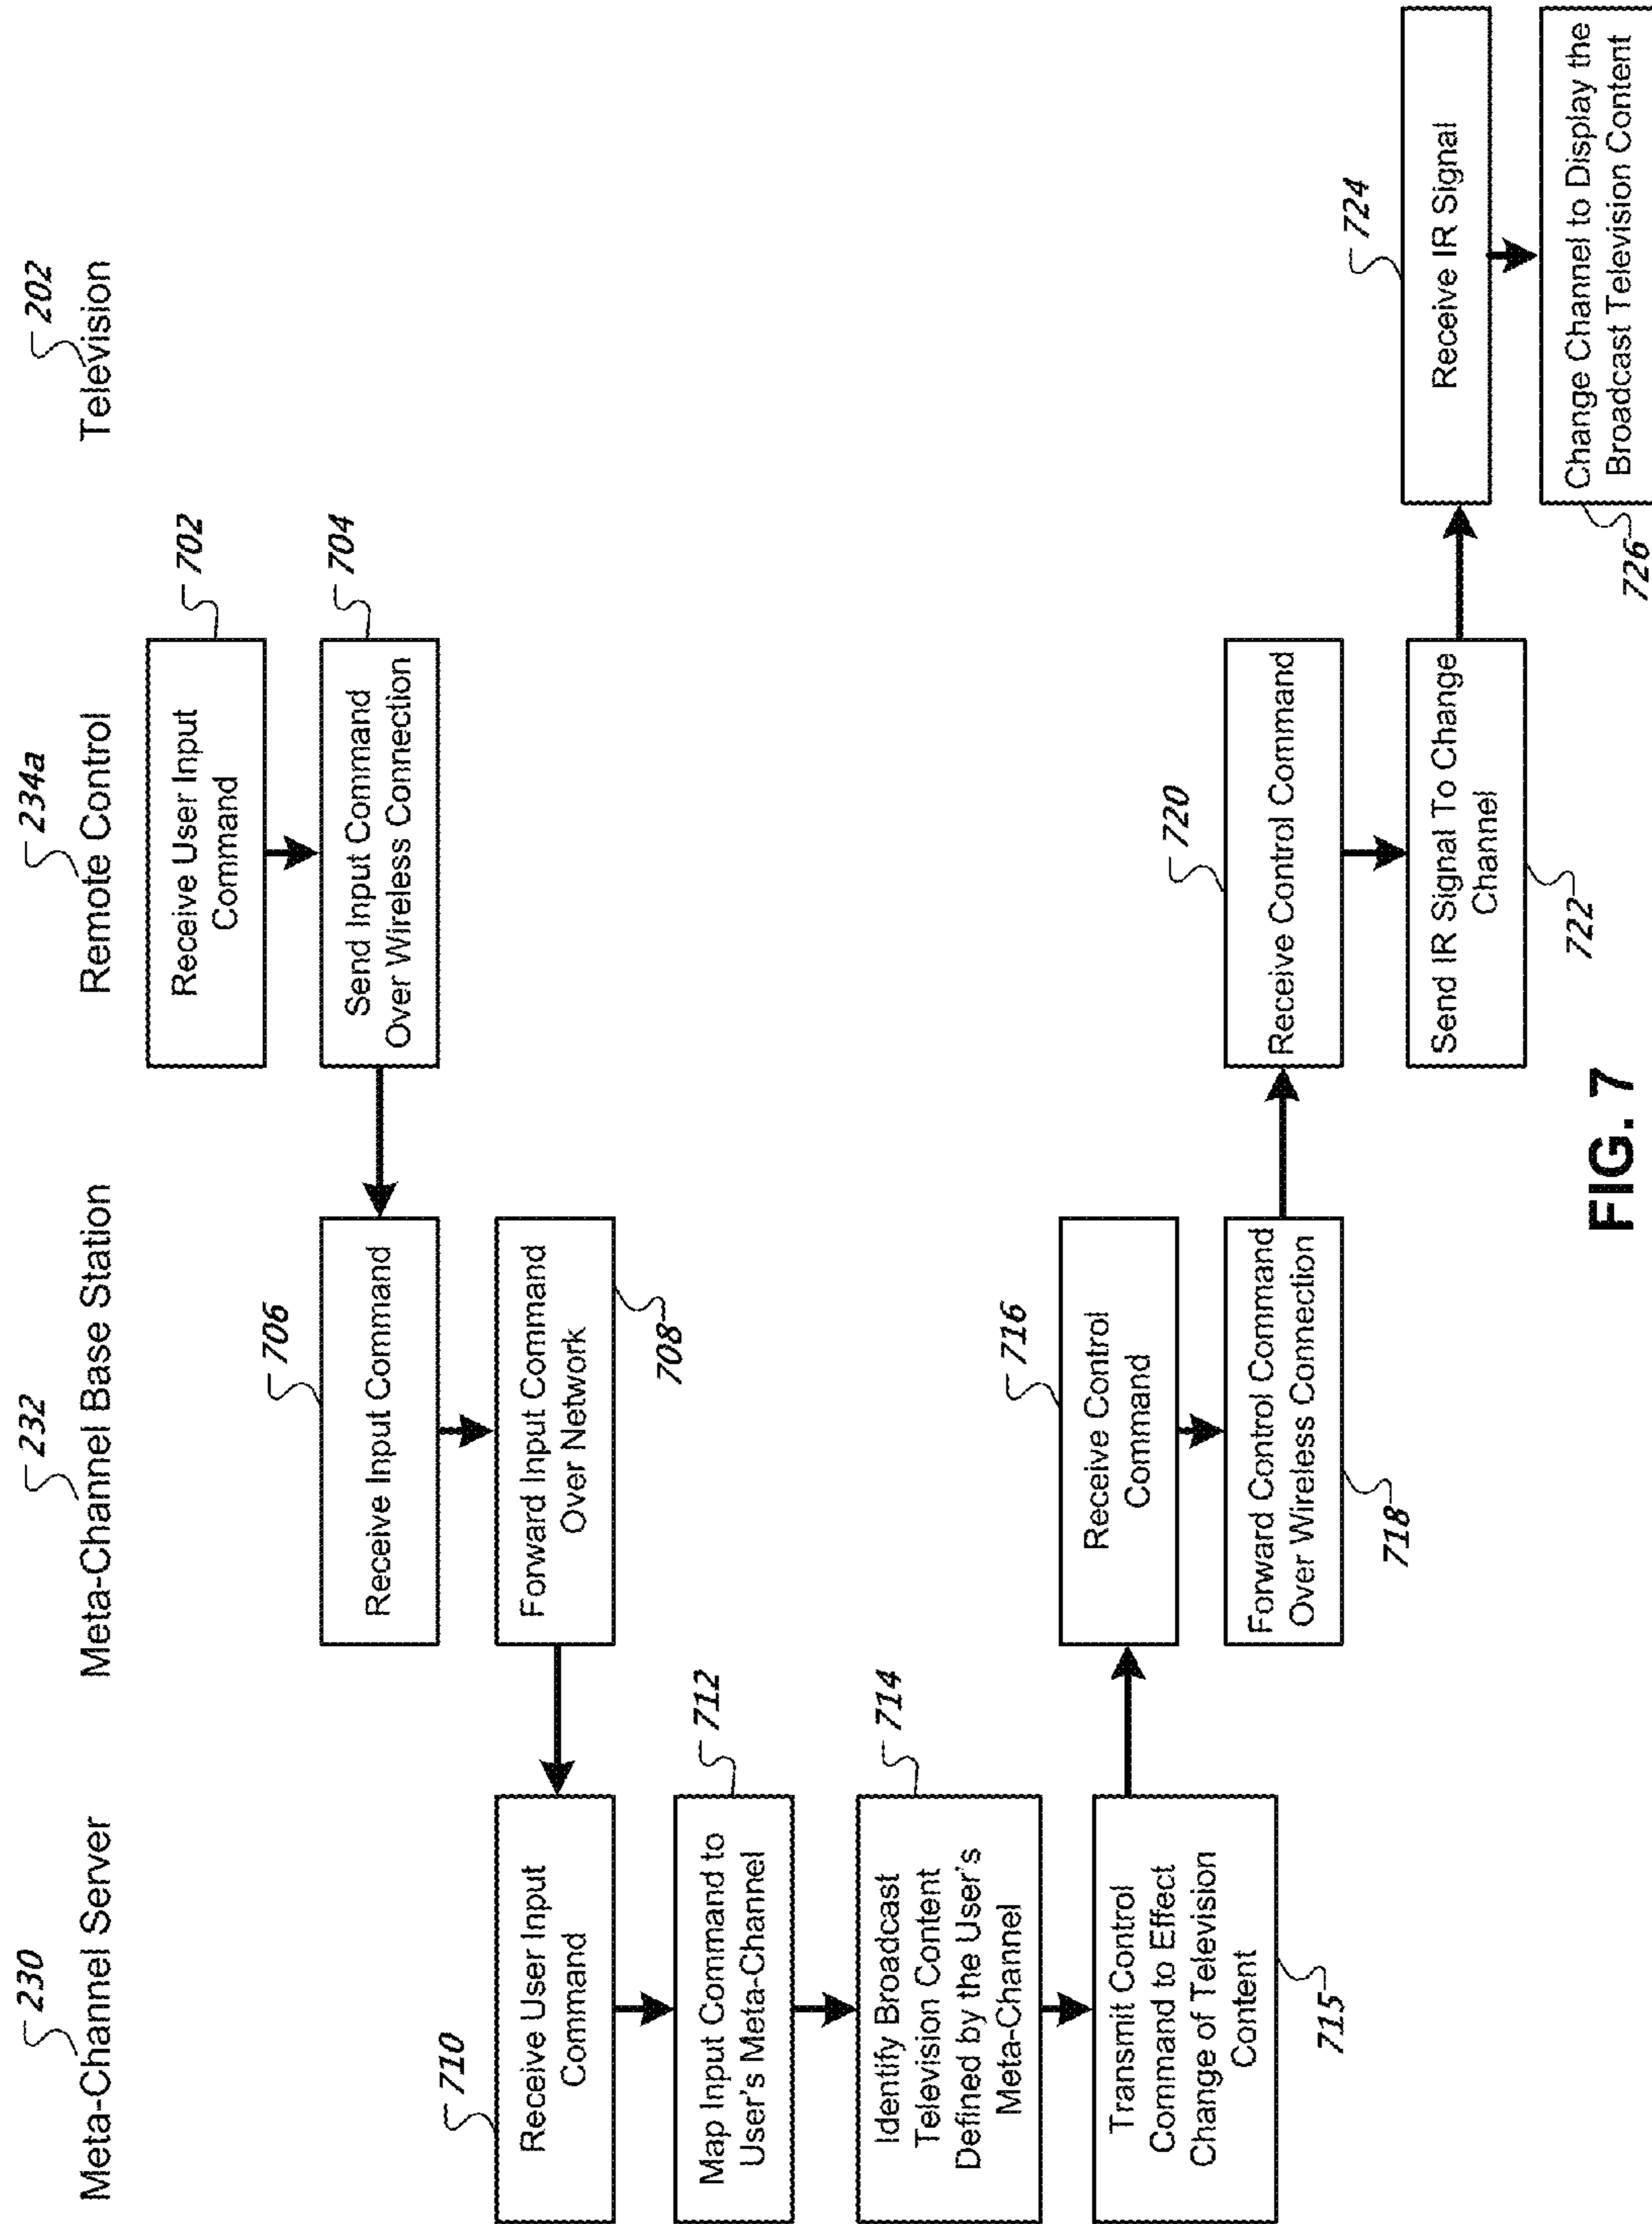 230
Meta-Channel Server
232
Meta-Channel Base Station
234a
Remote Control
202
Television
Receive User Input
Command
702
Send Input Command
Over Wireless Connection
704
706
Receive Input Command
Forward Input Command
Over Network
708
710
Receive User Input
Command
Map Input Command to
User's Meta-Channel
712
Identify Broadcast
Television Content
Defined by the User's
Meta-Channel
714
Transmit Control
Command to Effect
Change of Television
Content
715
716
Receive Control
Command
Forward Control Command
Over Wireless Connection
718
720
Receive Control Command
Send IR Signal To Change
Channel
722
724
Receive IR Signal
Change Channel to Display the
Broadcast Television Content
726
FIG. 7